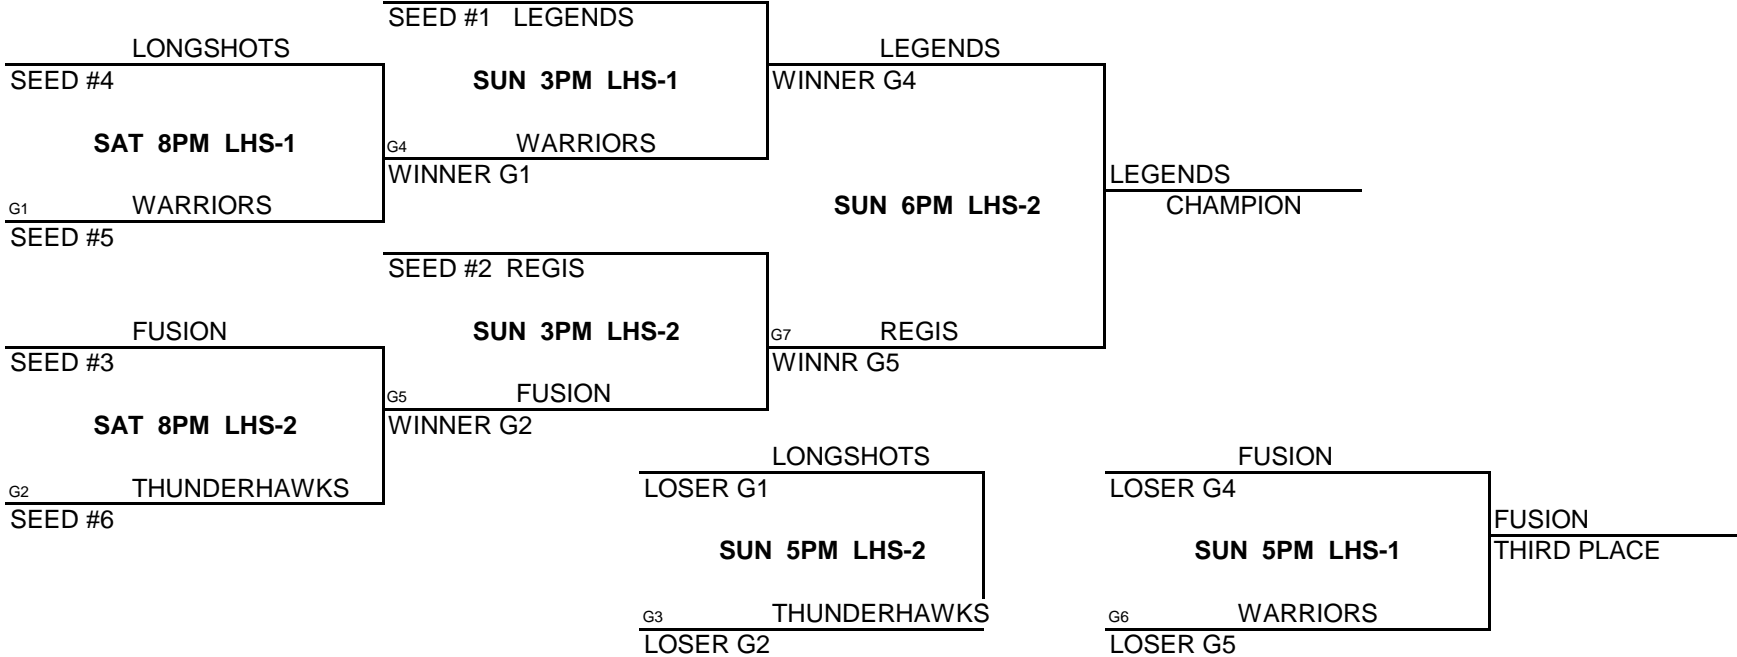 SEED #1 LEGENDS
LONGSHOTS
LEGENDS
SEED #4
SUN 3PM LHS-1
WINNER G4
SAT 8PM LHS-1
G4 WARRIORS
WINNER G1
LEGENDS
G1 WARRIORS
SUN 6PM LHS-2
CHAMPION
SEED #5
SEED #2 REGIS
FUSION
SUN 3PM LHS-2
G7 REGIS
SEED #3
WINNR G5
G5 FUSION
SAT 8PM LHS-2
WINNER G2
LONGSHOTS
FUSION
G2 THUNDERHAWKS
LOSER G1
LOSER G4
SEED #6
FUSION
SUN 5PM LHS-2
SUN 5PM LHS-1
THIRD PLACE
G3 THUNDERHAWKS
G6 WARRIORS
LOSER G2
LOSER G5